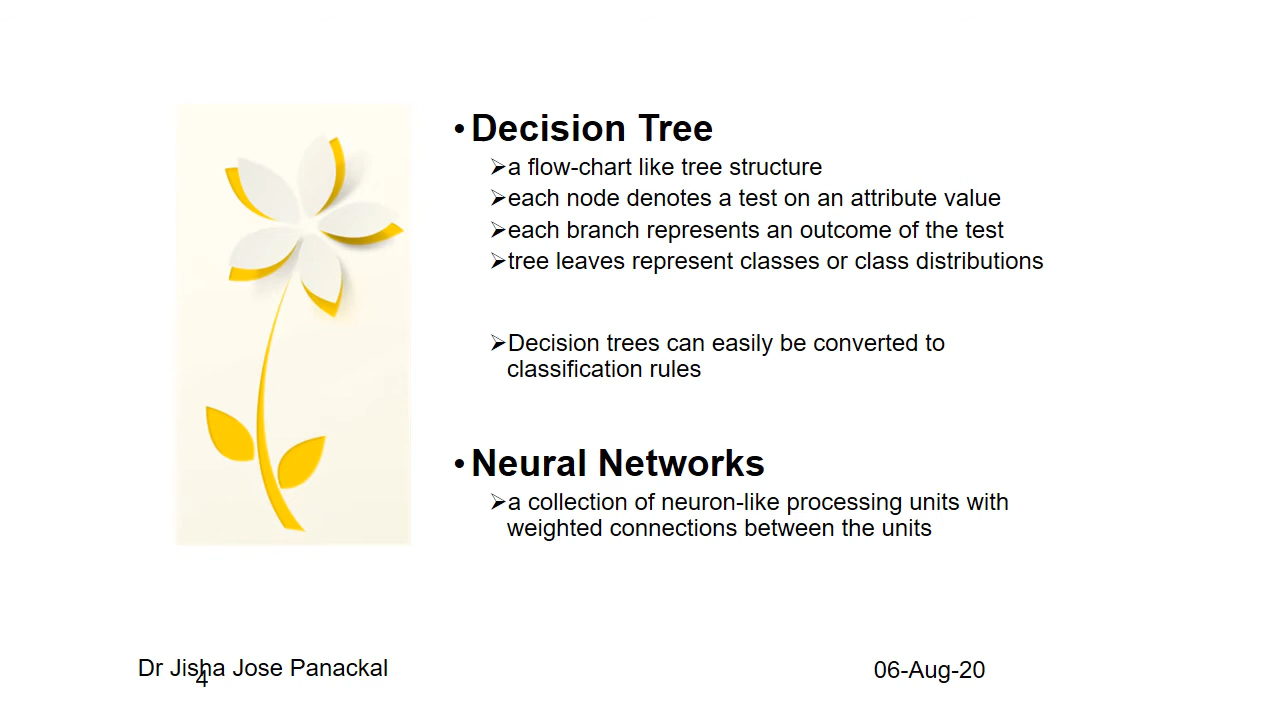 • Decision Tree
➢a flow-chart like tree structure
➢each node denotes a test on an attribute value
➢each branch represents an outcome of the test
➢tree leaves represent classes or class distributions
➢Decision trees can easily be converted to
classification rules
• Neural Networks
➢a collection of neuron-like processing units with
weighted connections between the units
Dr Jisha Jose Panackal
4
06-Aug-20